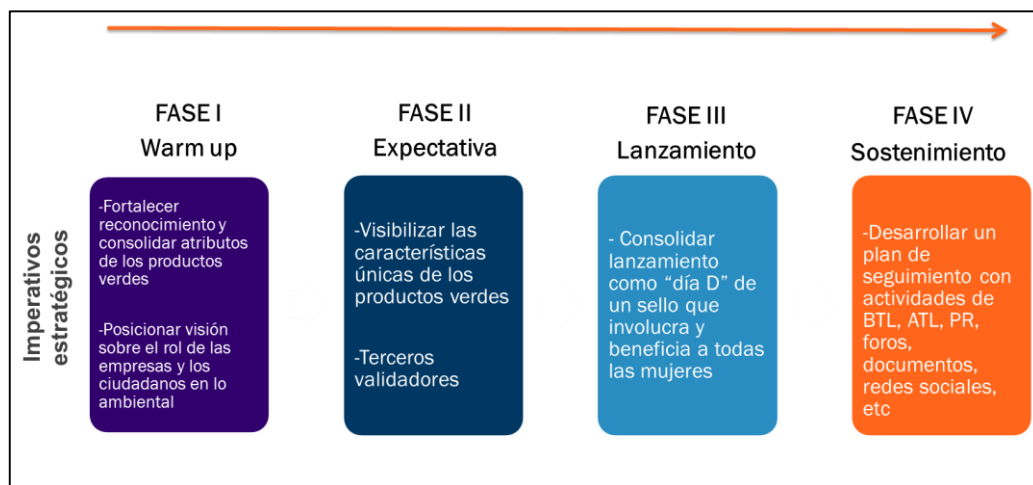 FASE I
Warm up
FASE II
Expectativa
FASE III
Lanzamiento
FASE IV
Sostenimiento
Imperativos
estratégicos
-Fortalecer
reconocimiento y
consolidar atributos
de los productos
verdes
-Posicionar visión
sobre el rol de las
empresas y los
ciudadanos en lo
ambiental
-Visibilizar las
características
únicas de los
productos verdes
-Terceros
validadores
- Consolidar
lanzamiento
como “día D” de
un sello que
involucra y
beneficia a todas
las mujeres
-Desarrollar un
plan de
seguimiento con
actividades de
BTL, ATL, PR,
foros,
documentos,
redes sociales,
etc